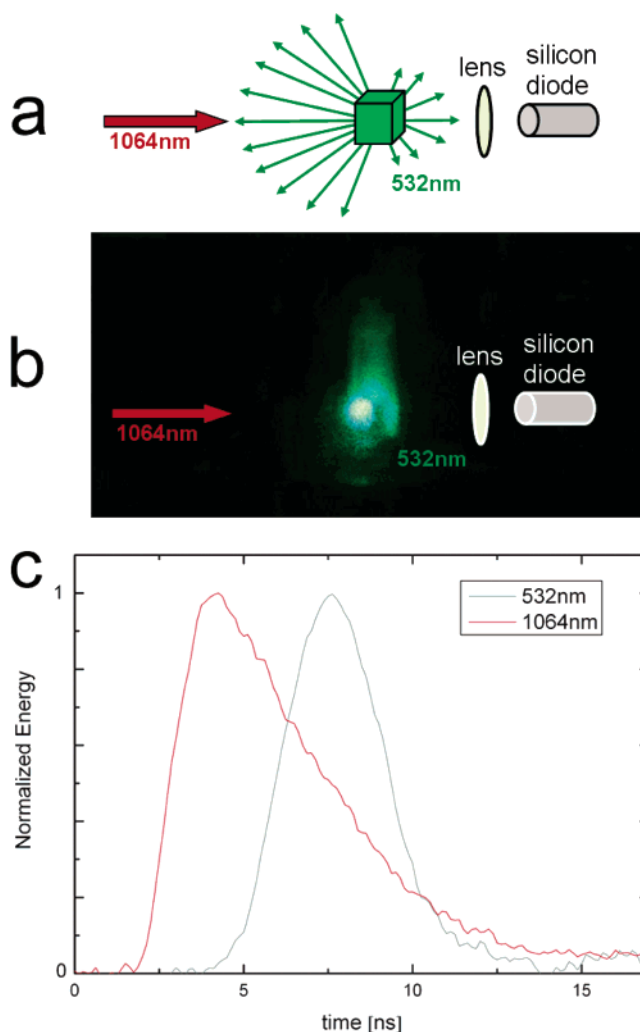 a
1064nm
532nm
lens
silicon
diode
b
1064nm
532nm
lens
silicon
diode
c
Normalized Energy
1
0
532nm
1064nm
0
5
10
15
time [ns]